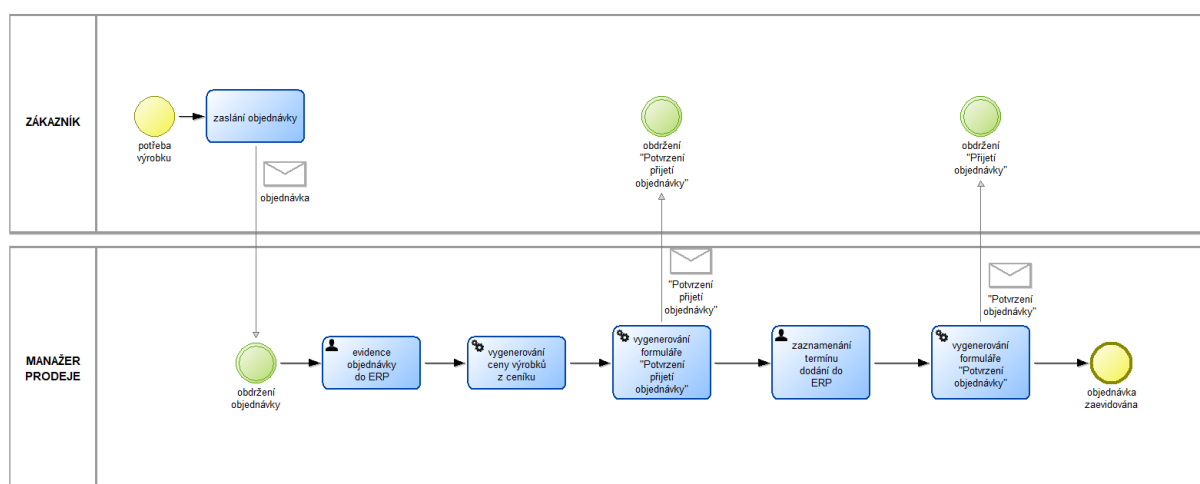 ZÁKAZNÍK
potřeba
výrobku
zaslání objednávky
objednávka
obdržení
"Potvrzení
přijetí
objednávky"
obdržení
"Přijetí
objednávky"
MANAŽER
PRODEJE
obdržení
objednávky
evidence
objednávky
do ERP
vygenerování
ceny výrobků
z ceníku
"Potvrzení
přijetí
objednávky"
vygenerování
formuláře
"Potvrzení
přijetí
objednávky"
zaznamenání
termínu
dodání do
ERP
"Potvrzení
objednávky"
vygenerování
formuláře
"Potvrzení
objednávky"
objednávka
zaevidována